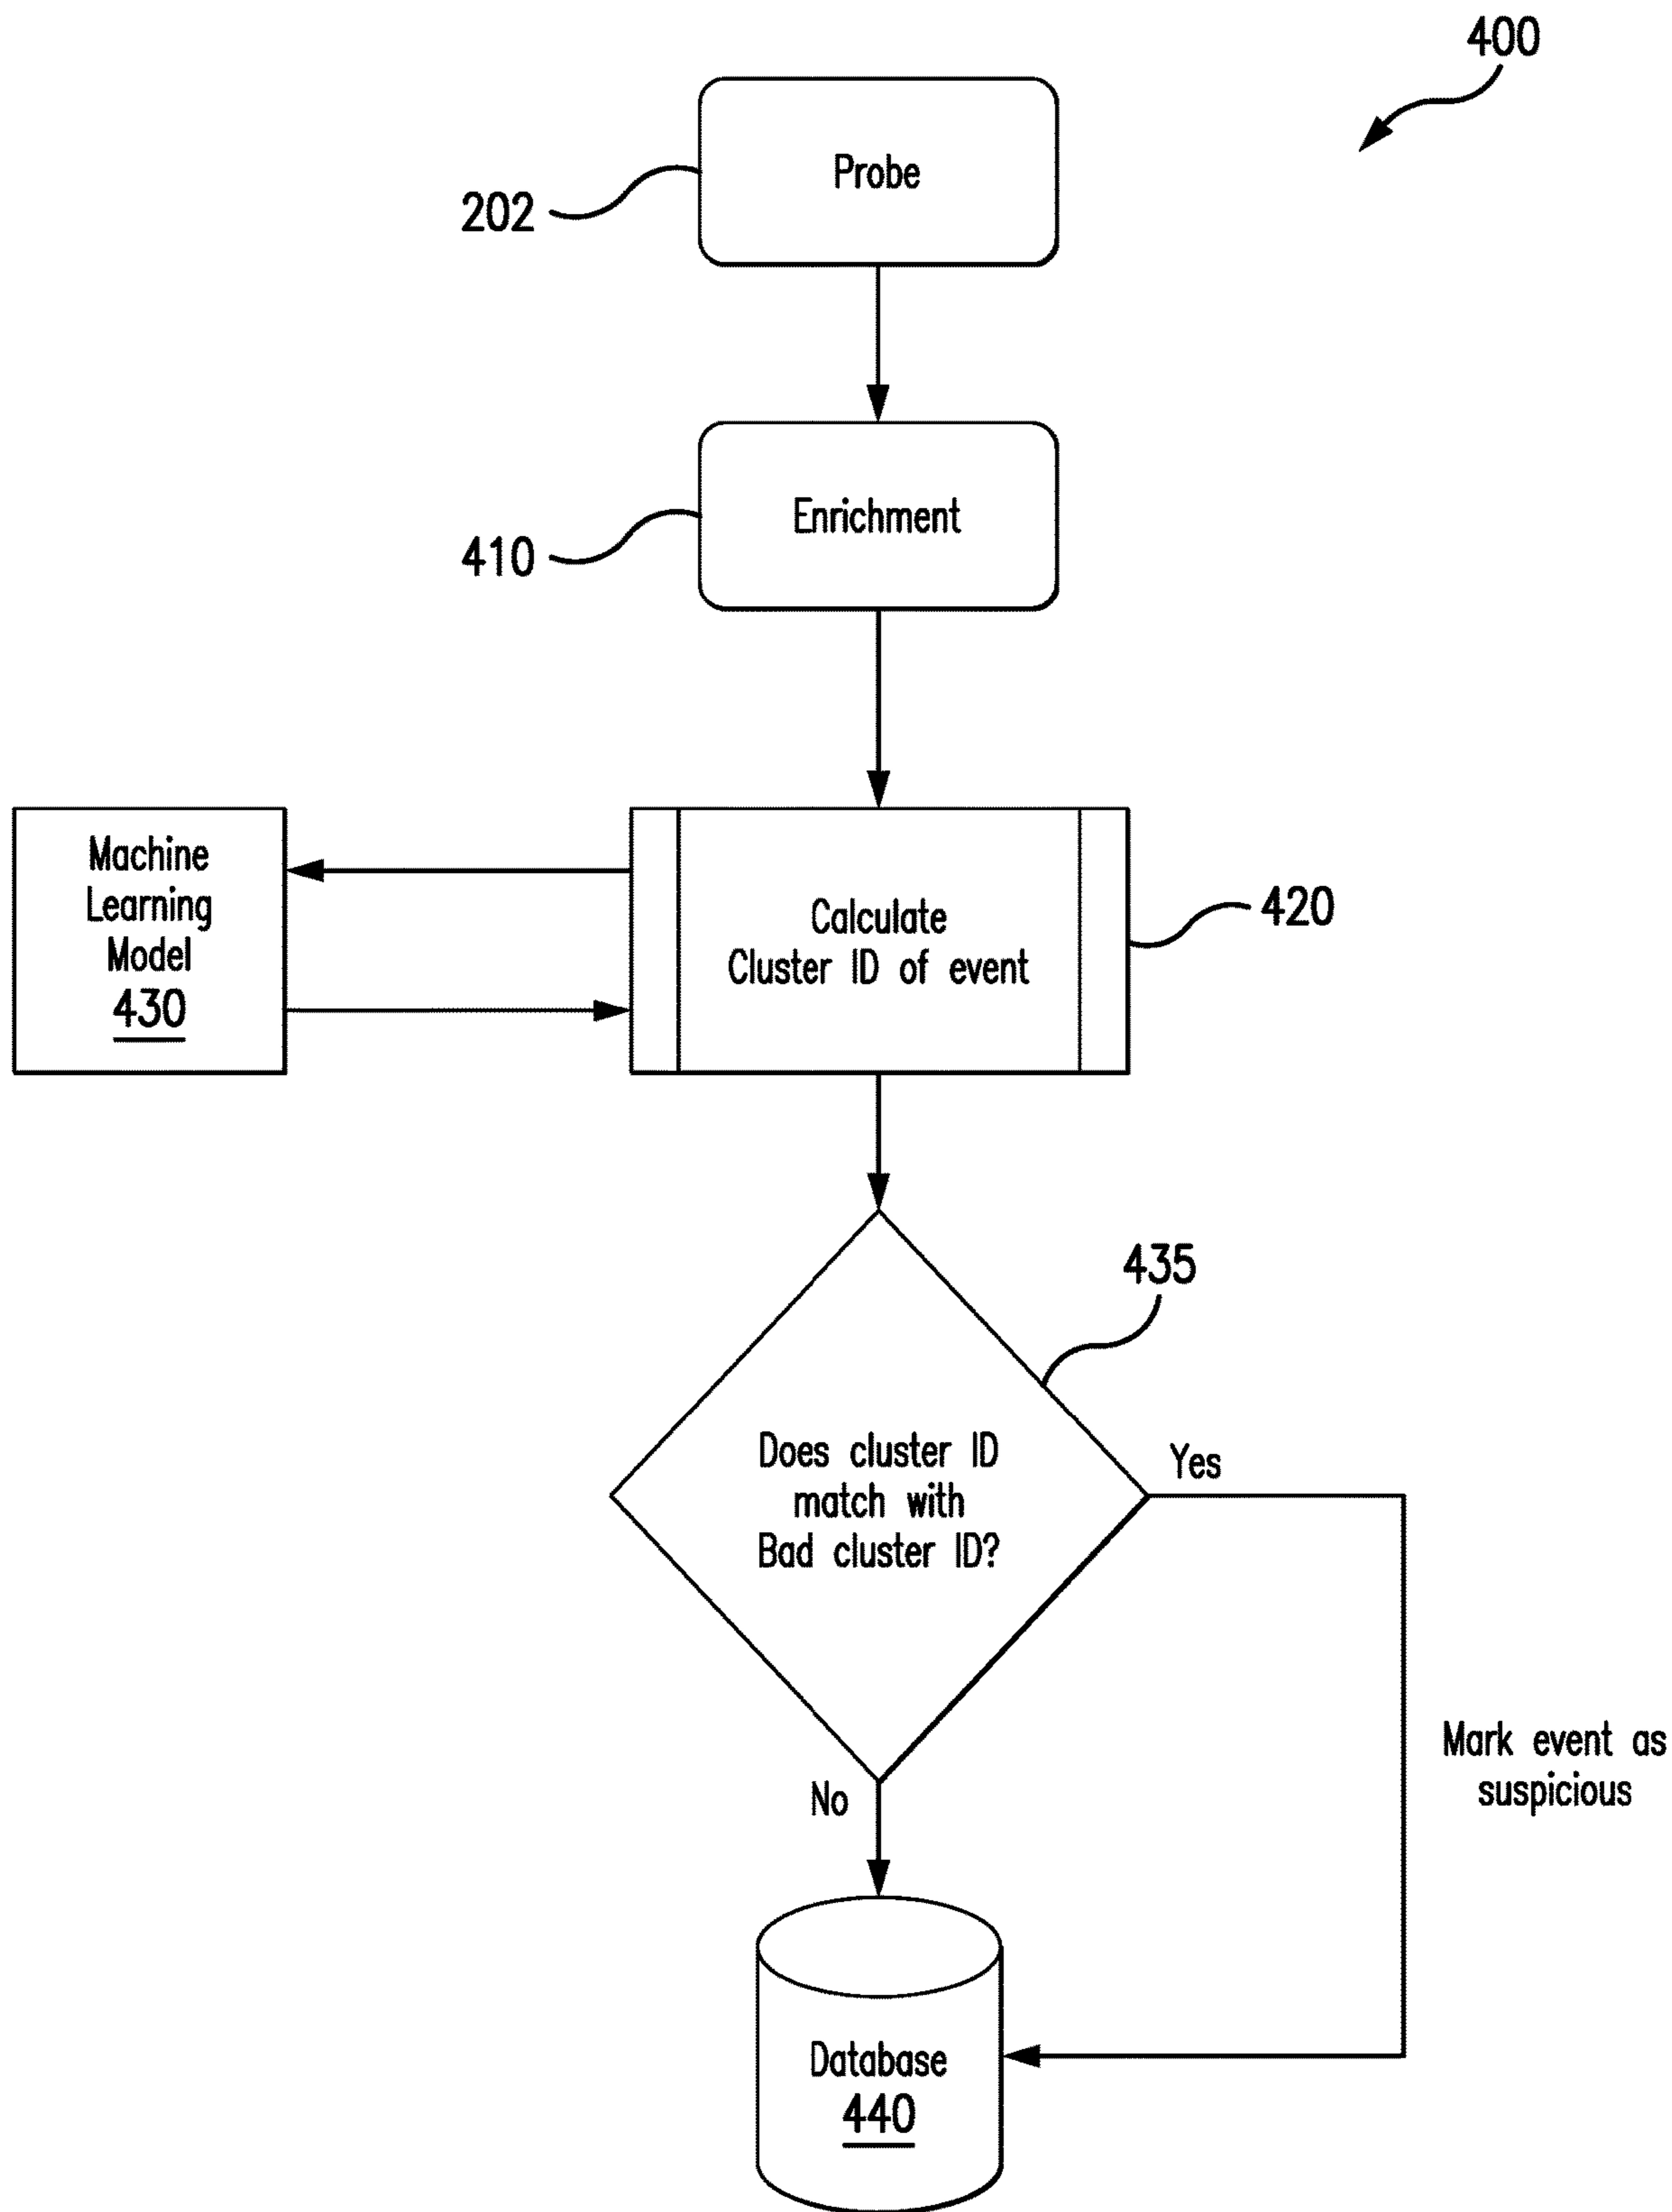 400
Probe
202
Enrichment
410
Machine
Learning
Model
430
Calculate
Cluster ID of event
420
435
Does cluster ID
match with
Bad cluster ID?
Yes
No
Mark event as
suspicious
Database
440